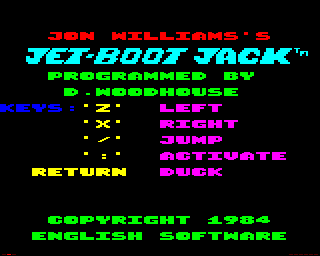 JON WILLIAMS'S
JET-BOOT JACK TM
PROGRAMMED BY
D.WOODHOUSE
KEYS: 'Z' LEFT
'X' RIGHT
'/' JUMP
':' ACTIVATE
RETURN DUCK
COPYRIGHT 1984
ENGLISH SOFTWARE